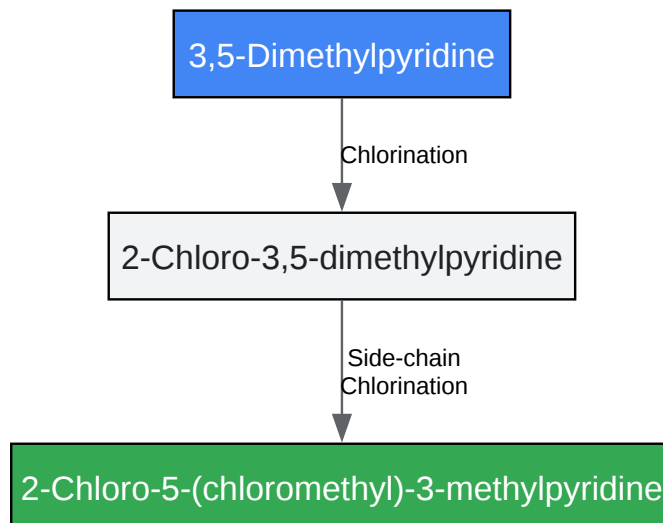 3,5-Dimethylpyridine
Chlorination
2-Chloro-3,5-dimethylpyridine
Side-chain
Chlorination
2-Chloro-5-(chloromethyl)-3-methylpyridine